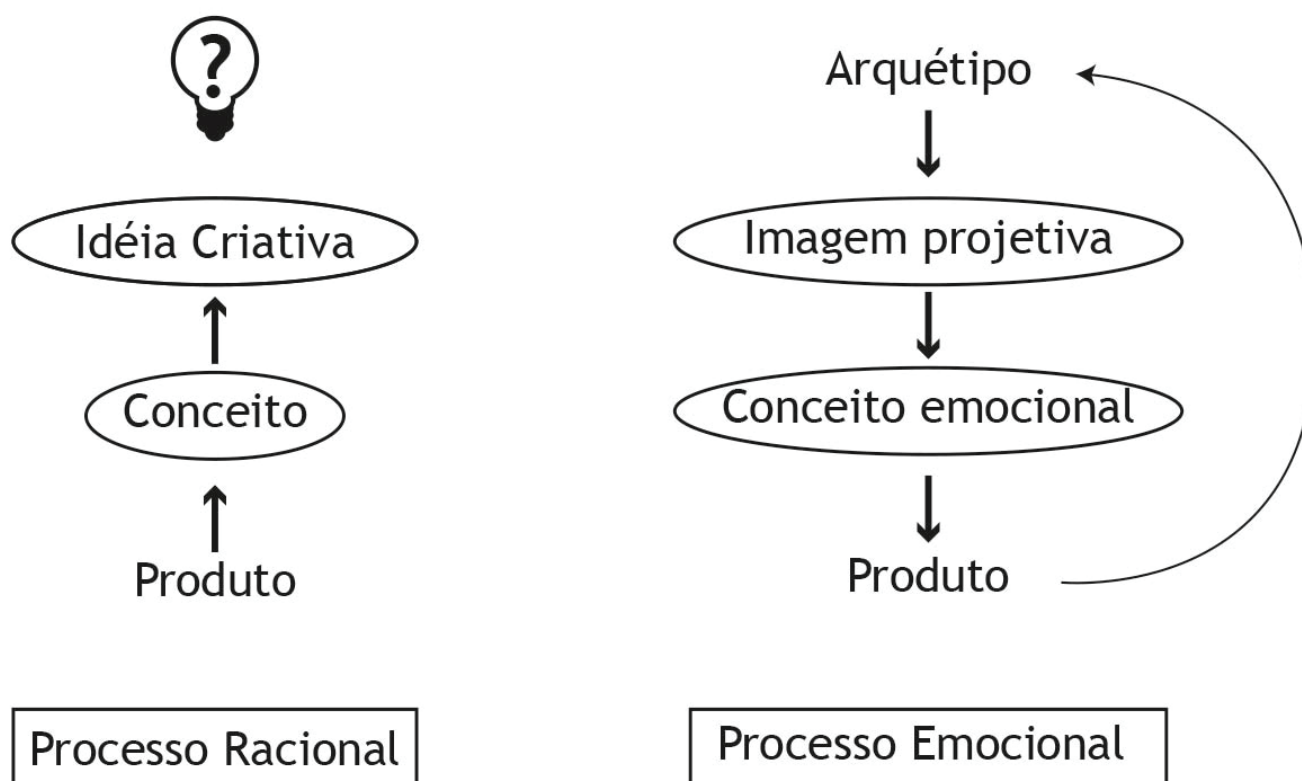 ?
Idéia Criativa
Conceito
Produto
Processo Racional
Arquétipo
Imagem projetiva
Conceito emocional
Produto
Processo Emocional